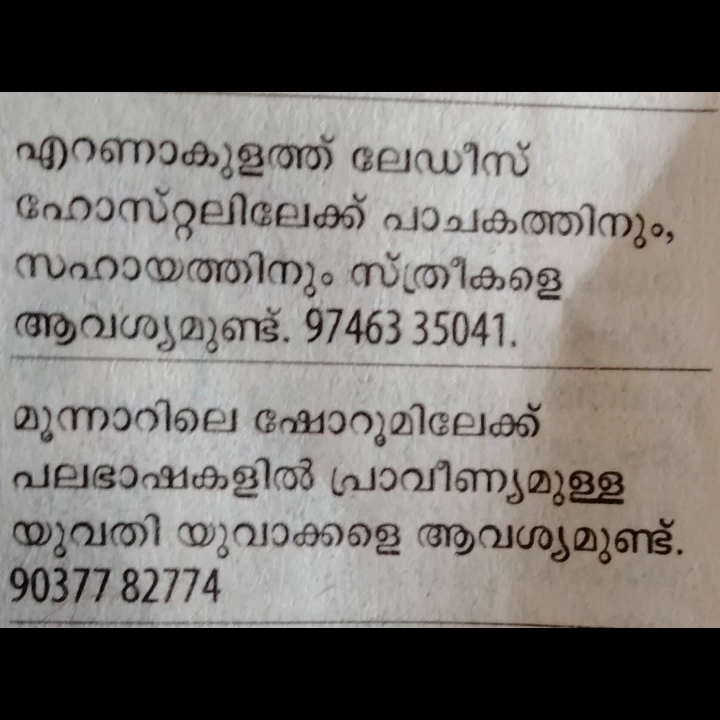 എറണാകുളത്ത് ലേഡീസ്
ഹോസ്റ്റലിലേക്ക് പാചകത്തിനും,
സഹായത്തിനും സ്ത്രീകളെ
ആവശ്യമുണ്ട്. 97463 35041.
മൂന്നാറിലെ ഷോറൂമിലേക്ക്
പലഭാഷകളിൽ പ്രാവീണ്യമുള്ള
യുവതി യുവാക്കളെ ആവശ്യമുണ്ട്.
90377 82774